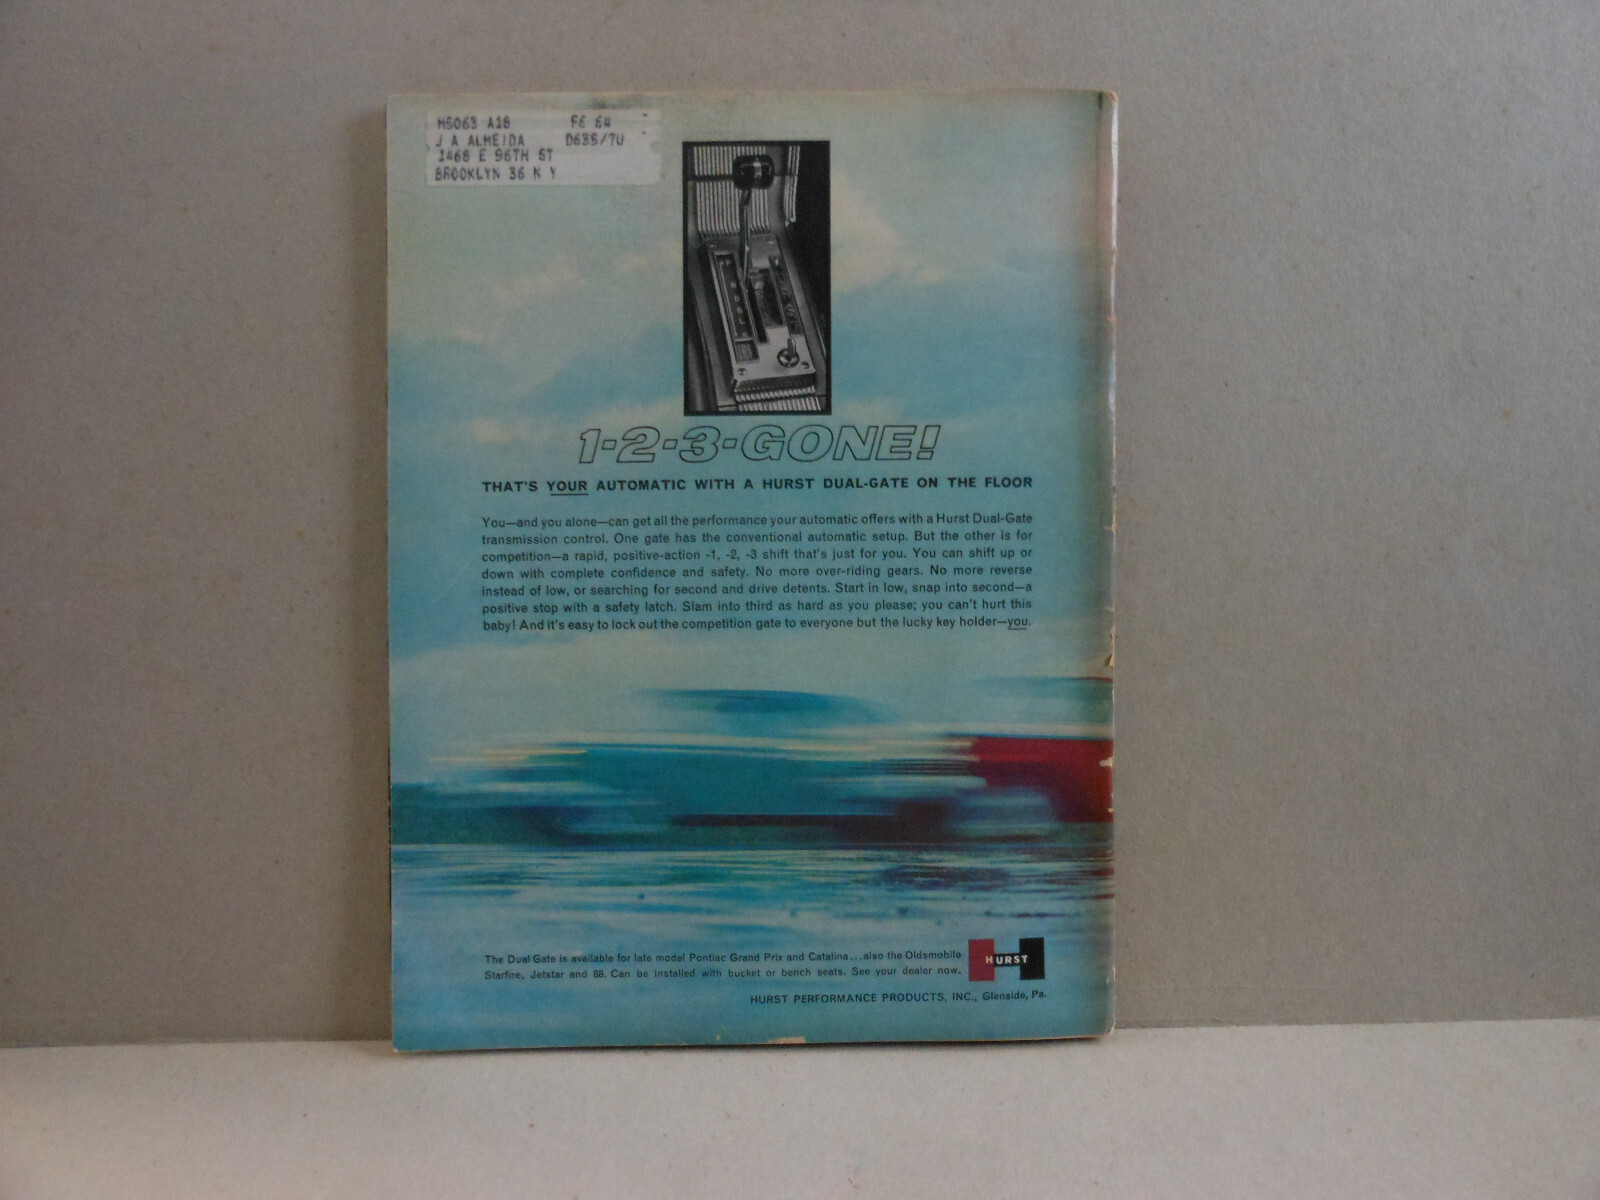 M5063 A18 F6 64
J A ALMEIDA D685/7U
1468 E 96TH ST
BROOKLYN 36 N Y
1-2-3-GONE!
THAT'S YOUR AUTOMATIC WITH A HURST DUAL-GATE ON THE FLOOR
You—and you alone—can get all the performance your automatic offers with a Hurst Dual-Gate
transmission control. One gate has the conventional automatic setup. But the other is for
competition—a rapid, positive-action -1, -2, -3 shift that's just for you. You can shift up or
down with complete confidence and safety. No more over-riding gears. No more reverse
instead of low, or searching for second and drive detents. Start in low, snap into second—a
positive stop with a safety latch. Slam into third as hard as you please; you can't hurt this
baby! And it's easy to lock out the competition gate to everyone but the lucky key holder—you.
The Dual Gate is available for late model Pontiac Grand Prix and Catalina...also the Oldsmobile
Starfire, Jetstar and 88. Can be installed with bucket or bench seats. See your dealer now.
HURST
HURST PERFORMANCE PRODUCTS, INC., Glenside, Pa.